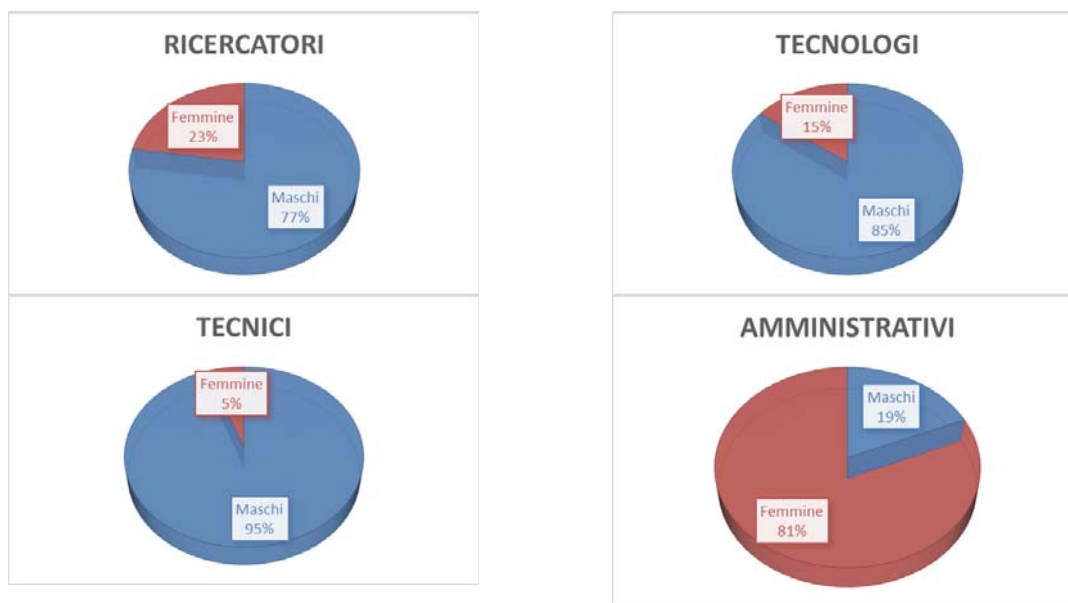 RICERCATORI
Femmine
23%
Maschi
77%
TECNOLOGI
Femmine
15%
Maschi
85%
TECNICI
Femmine
5%
Maschi
95%
AMMINISTRATIVI
Maschi
19%
Femmine
81%